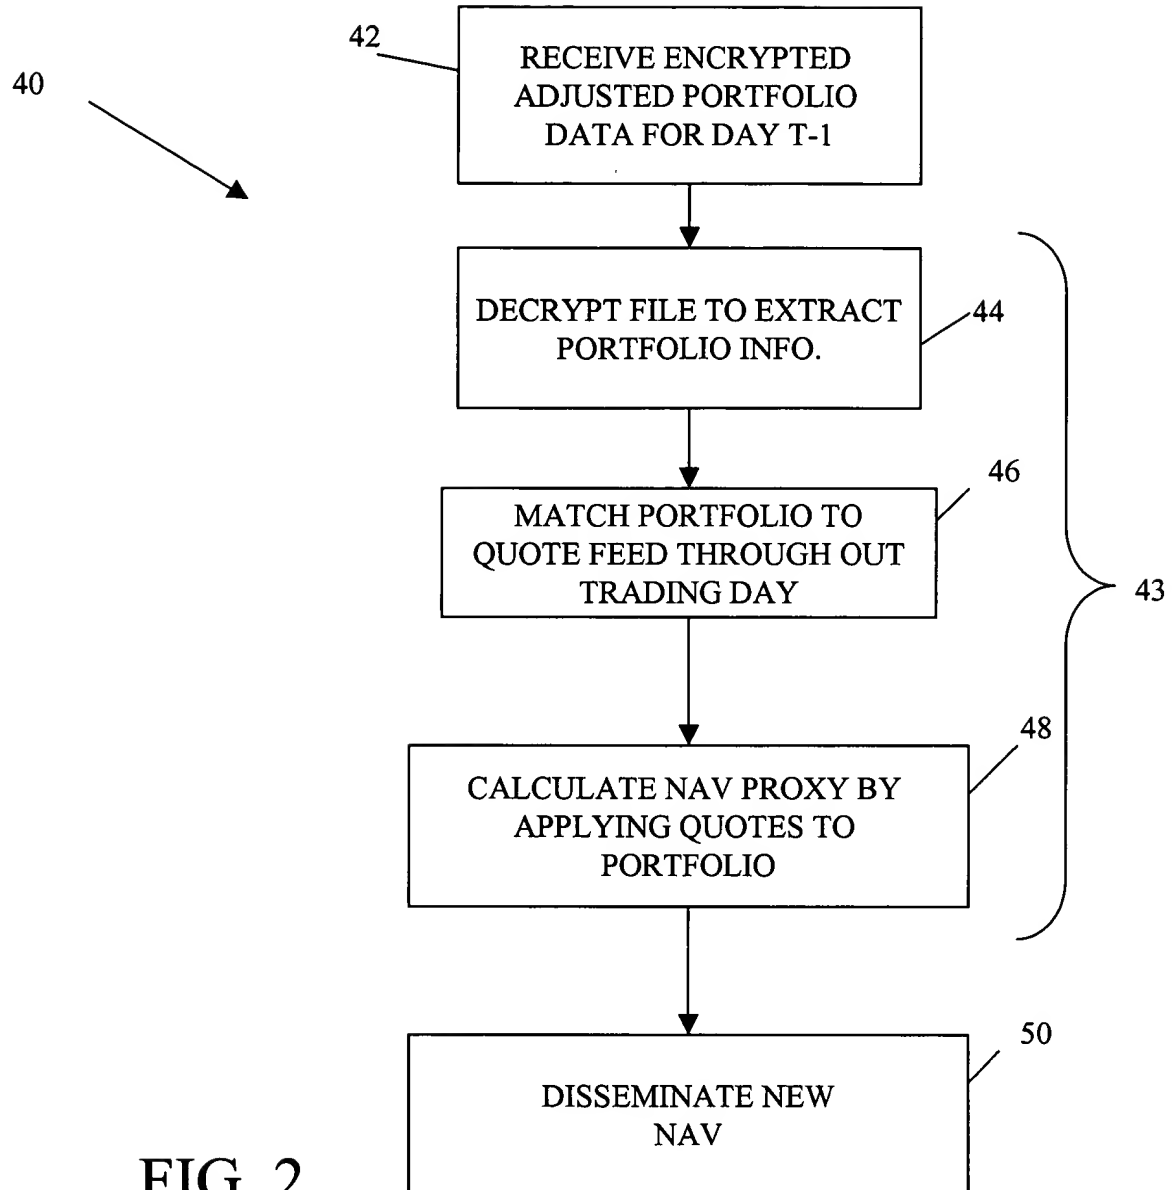 42
RECEIVE ENCRYPTED
ADJUSTED PORTFOLIO
DATA FOR DAY T-1
40
DECRYPT FILE TO EXTRACT
PORTFOLIO INFO.
44
46
MATCH PORTFOLIO TO
QUOTE FEED THROUGH OUT
TRADING DAY
43
48
CALCULATE NAV PROXY BY
APPLYING QUOTES TO
PORTFOLIO
50
DISSEMINATE NEW
NAV
FIG. 2